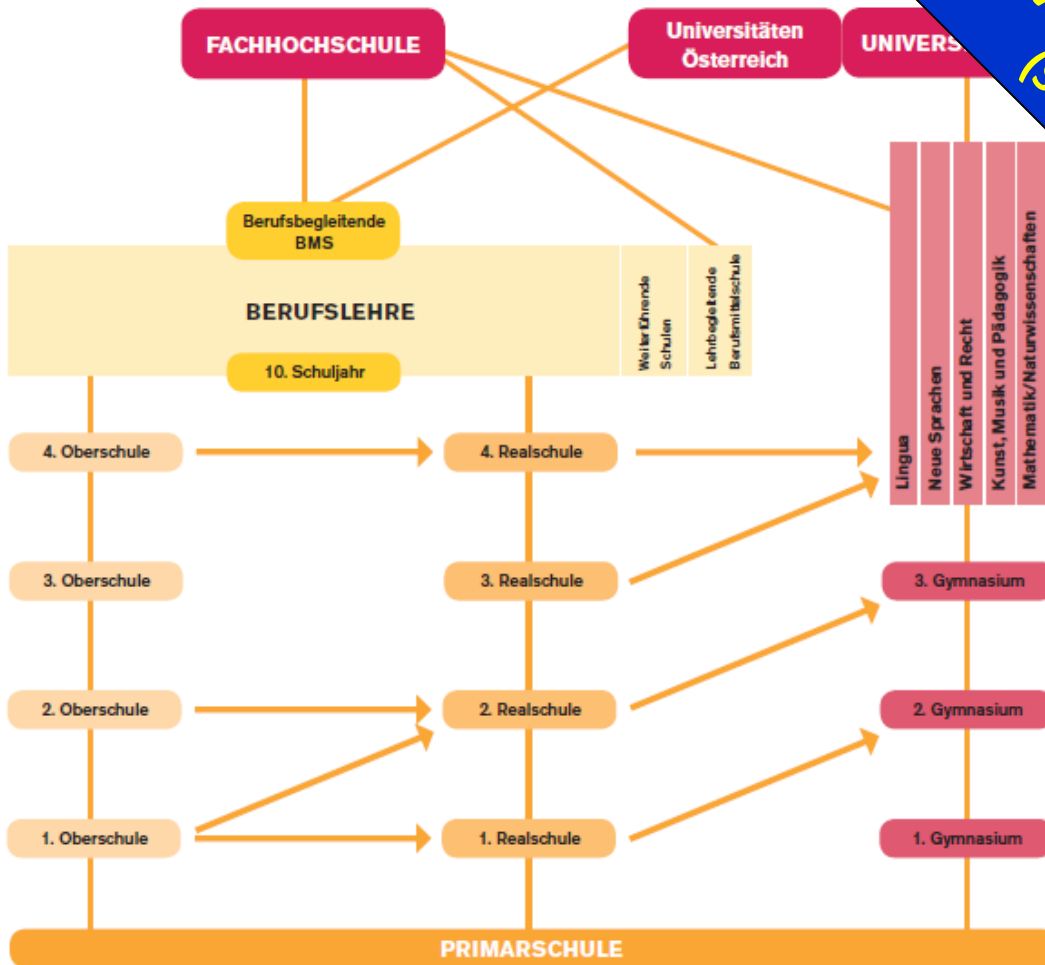 FACHHOCHSCHULE
Universitäten
Österreich
Berufsbegleitende
BMS
BERUFSLEHRE
10. Schuljahr
Weiterführende
Schulen
Lehrbegleitende
Berufsmittelschule
Lingua
Neue Sprachen
Wirtschaft und Recht
Kunst, Musik und Pädagogik
Mathematik/Naturwissenschaften
4. Oberschule
4. Realschule
3. Oberschule
3. Realschule
3. Gymnasium
2. Oberschule
2. Realschule
2. Gymnasium
1. Oberschule
1. Realschule
1. Gymnasium
PRIMARSCHULE